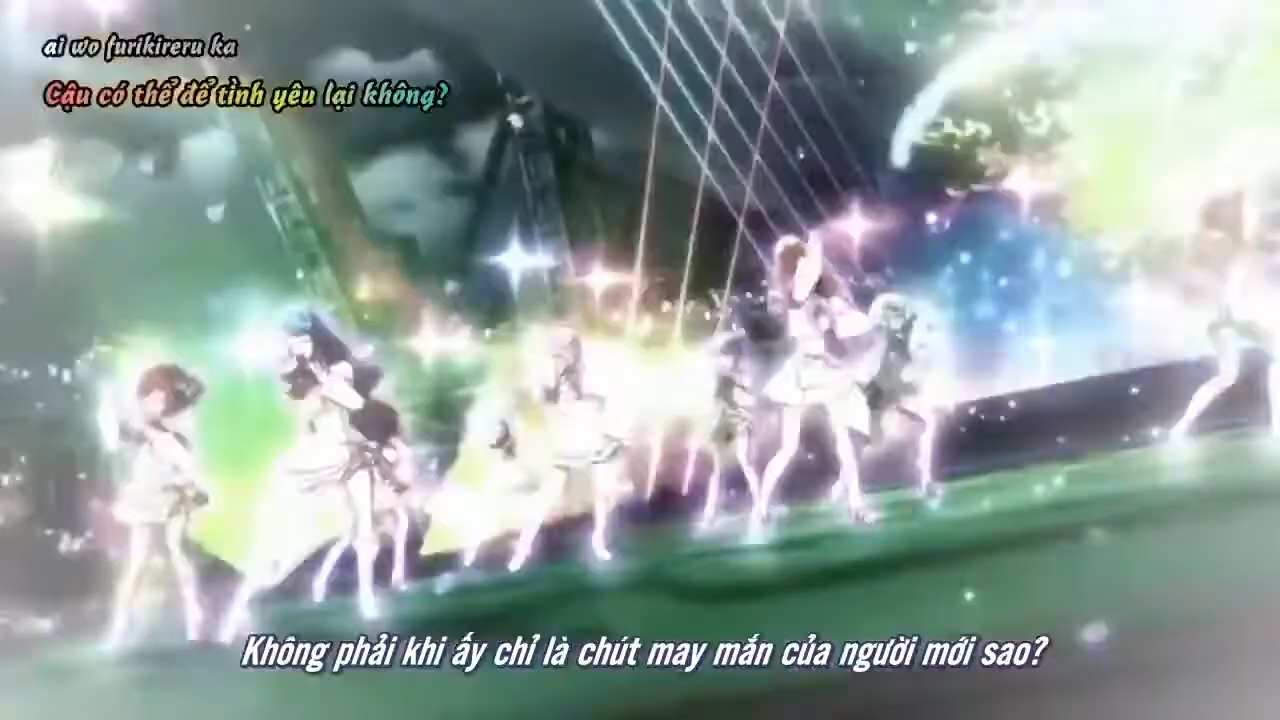 ai wo furikireru ka
Cậu có thể để tình yêu lại không?
Không phải khi ấy chỉ là chút may mắn của người mới sao?